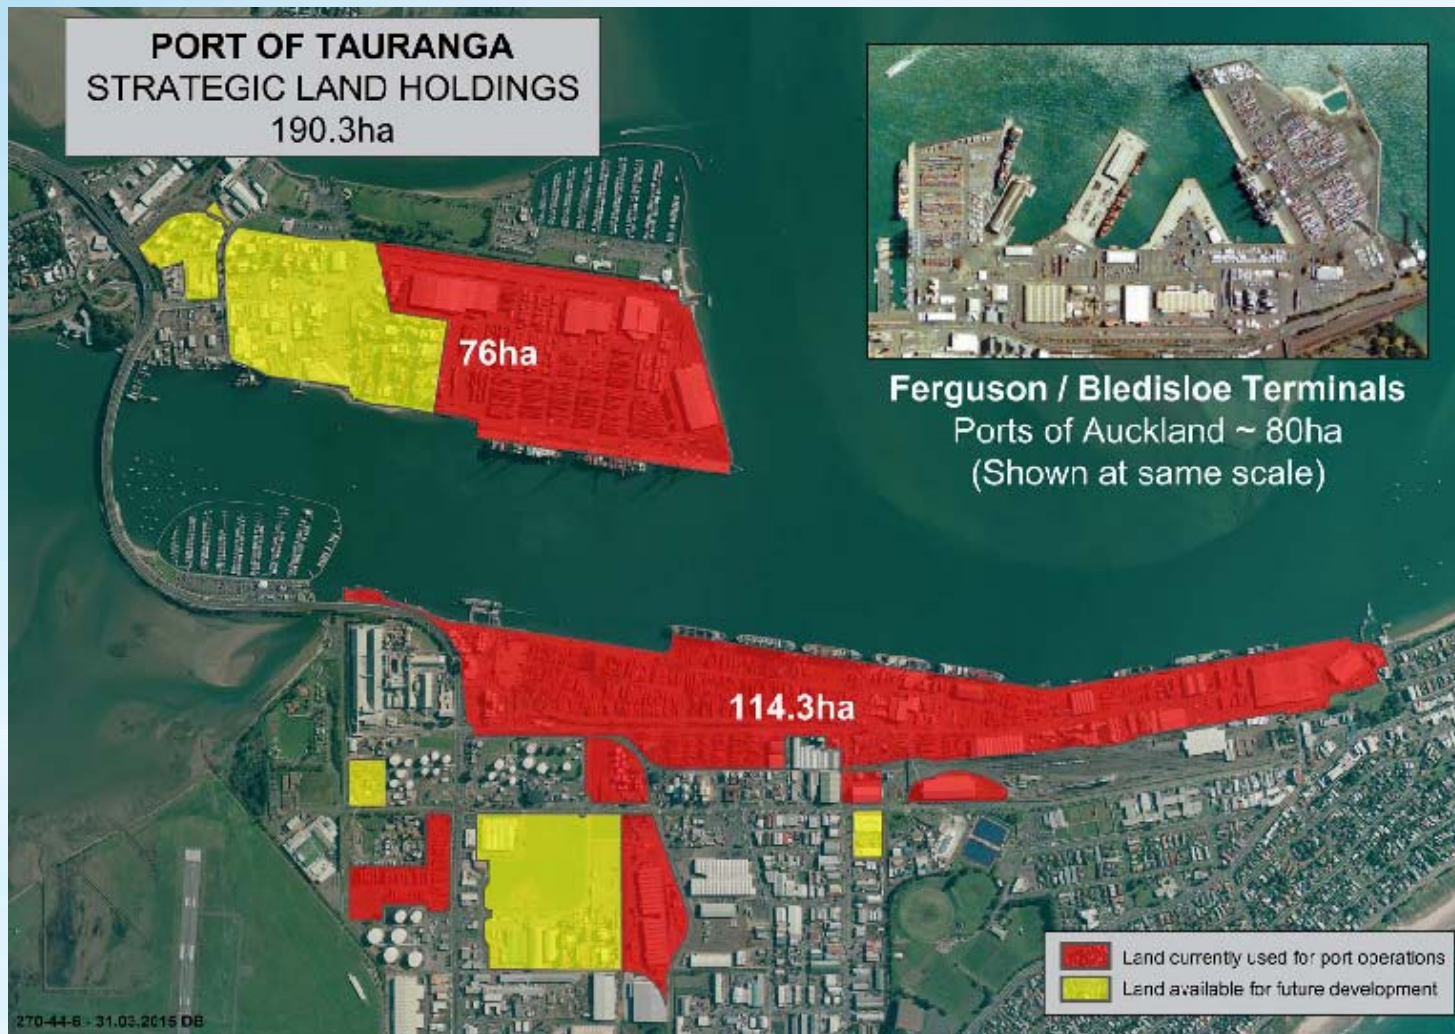 PORT OF TAURANGA
STRATEGIC LAND HOLDINGS
190.3ha
76ha
Ferguson / Bledisloe Terminals
Ports of Auckland ~ 80ha
(Shown at same scale)
114.3ha
Land currently used for port operations
Land available for future development
270-44-6 - 31.03.2015 DB